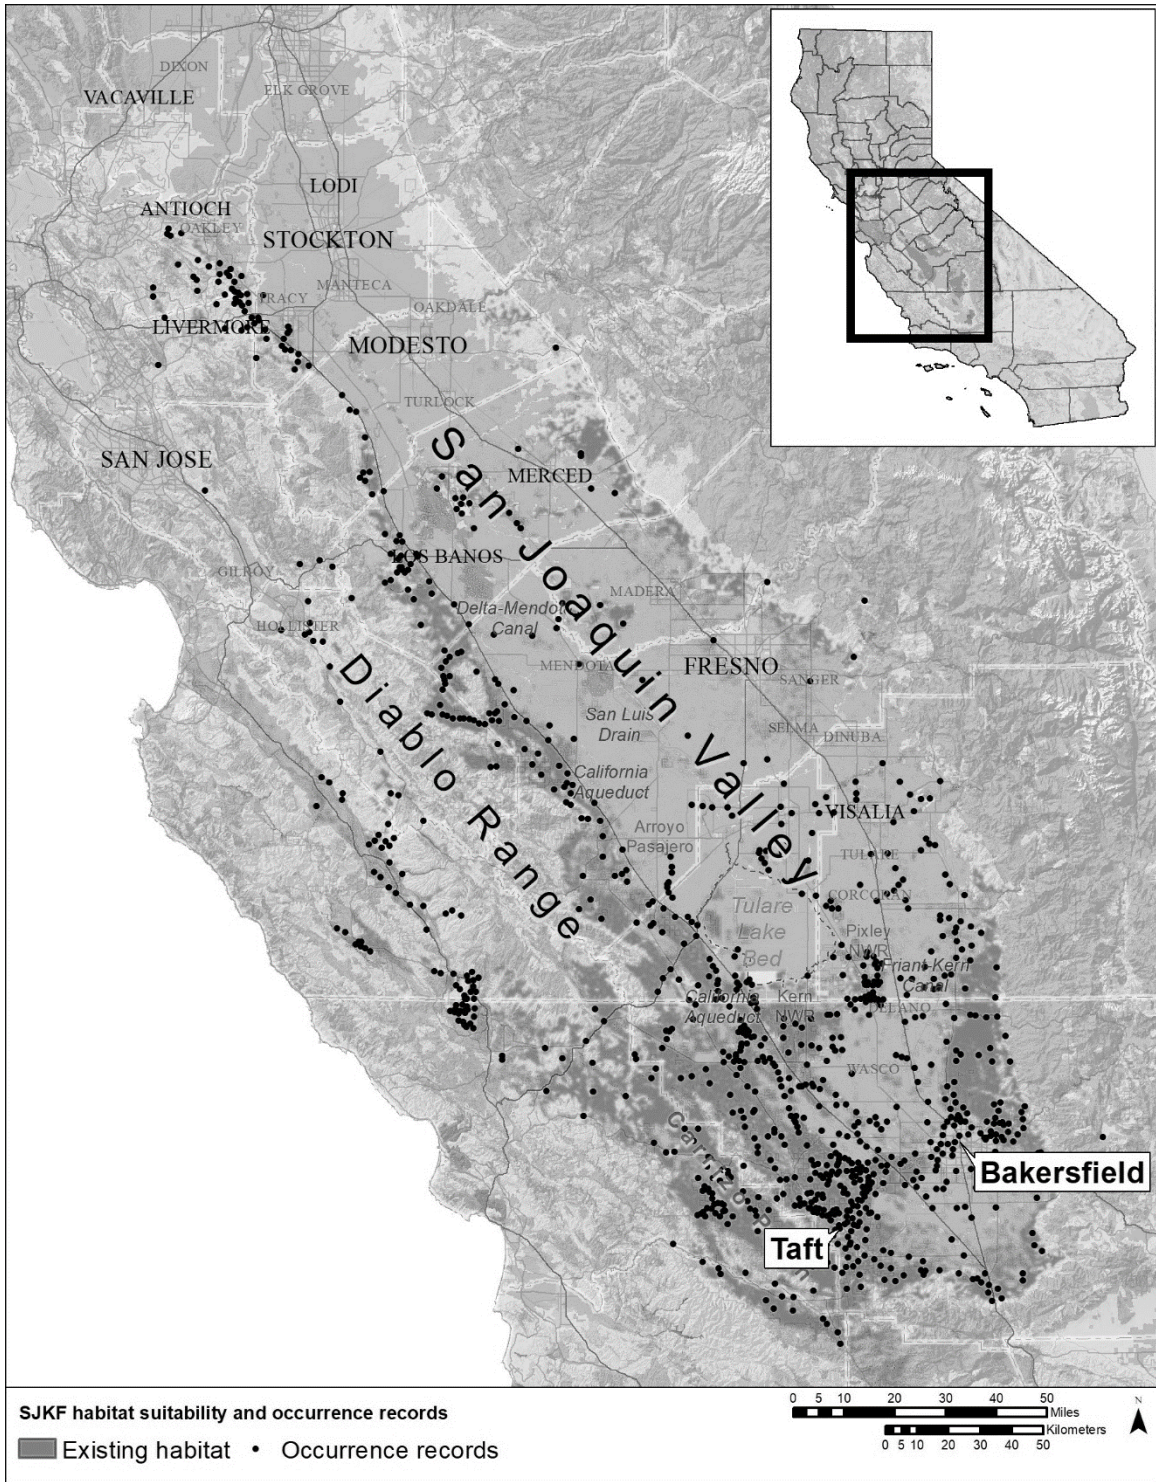 DIXON
VACAVILLE
ELK GROVE
LODI
ANTIOCH
OAKLEY
STOCKTON
MANTECA
TRACY
OAKDALE
LIVERMORE
MODESTO
TURLOCK
San Joaquin Valley
SAN JOSE
MERCED
LOS BANOS
GILROY
MADERA
Delta-Mendota
Canal
HOLLISTER
Diablo Range
MENDOTA
FRESNO
SANGER
San Luis
Drain
SELMA
DINUBA
California
Aqueduct
VISALIA
Arroyo
Pasajero
TULARE
CORCORAN
Tulare
Lake
Bed
Pixley
NWR
Friant-Kern
Canal
California
Aqueduct
Kern
NWR
DELANO
WASCO
Carrizo Plain
Bakersfield
Taft
SJKF habitat suitability and occurrence records
Existing habitat
Occurrence records
0 5 10 20 30 40 50
Miles
Kilometers
0 5 10 20 30 40 50
N